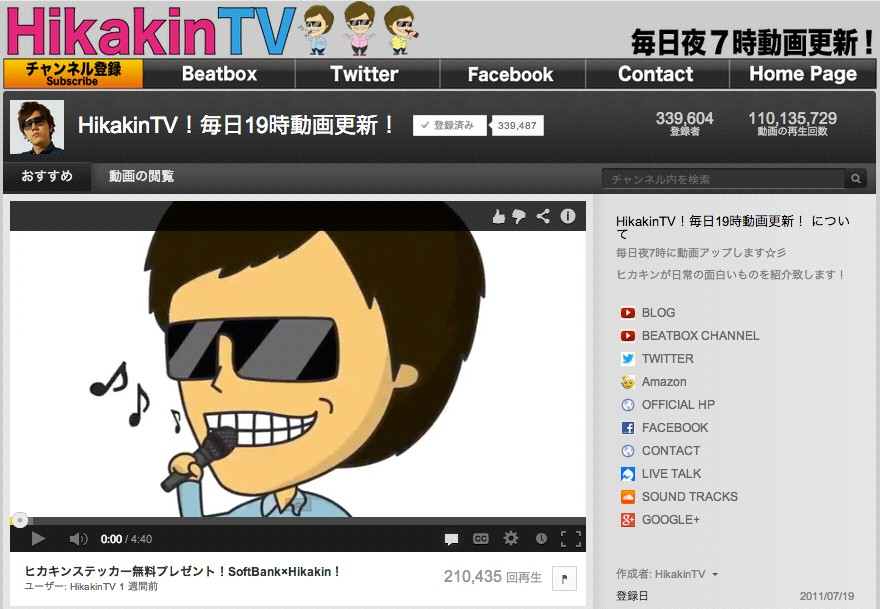 HikakinTV
毎日夜7時動画更新!
チャンネル登録
Subscribe
Beatbox
Twitter
Facebook
Contact
Home Page
HikakinTV!毎日19時動画更新!
登録済み
339,487
339,604
登録者
110,135,729
動画の再生回数
おすすめ
動画の閲覧
チャンネル内を検索
0:00 / 4:40
CC
ヒカキンステッカー無料プレゼント!SoftBank×Hikakin!
ユーザー: HikakinTV 1 週間前
210,435 回再生
HikakinTV!毎日19時動画更新! につい
て
毎日夜7時に動画アップします☆彡
ヒカキンが日常の面白いものを紹介致します!
BLOG
BEATBOX CHANNEL
TWITTER
Amazon
OFFICIAL HP
FACEBOOK
CONTACT
LIVE TALK
SOUND TRACKS
GOOGLE+
作成者: HikakinTV
登録日
2011/07/19